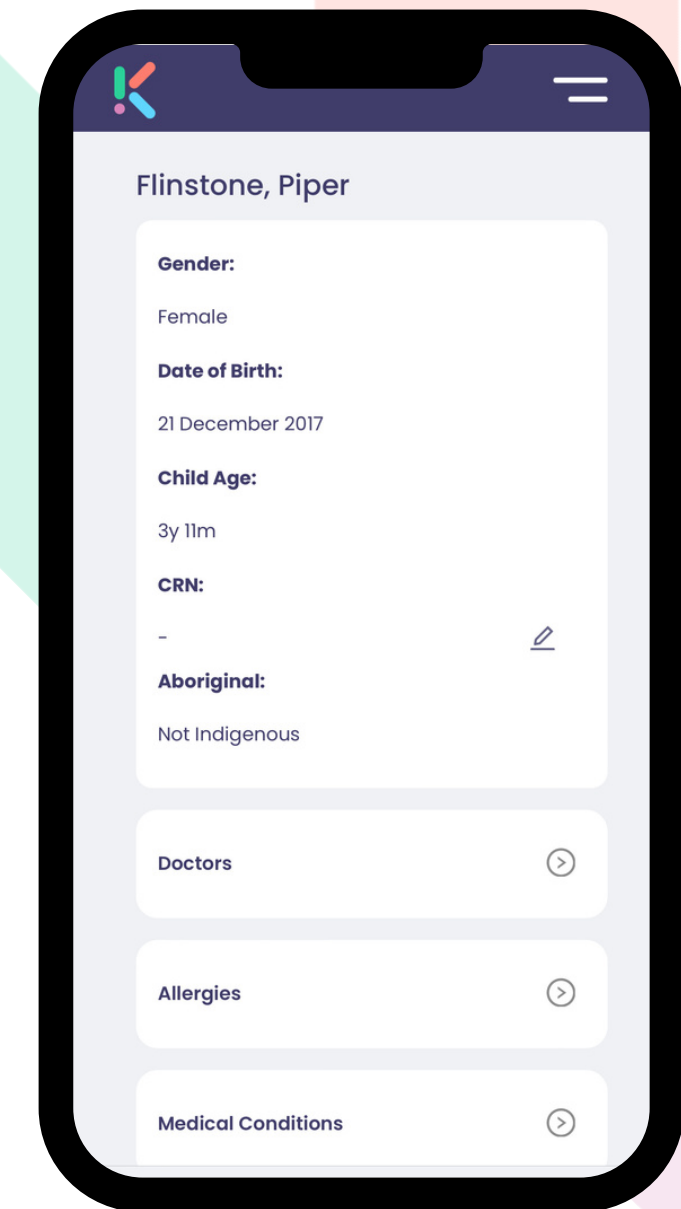 Flinstone, Piper
Gender:
Female
Date of Birth:
21 December 2017
Child Age:
3y 11m
CRN:
-
Aboriginal:
Not Indigenous
Doctors
Allergies
Medical Conditions